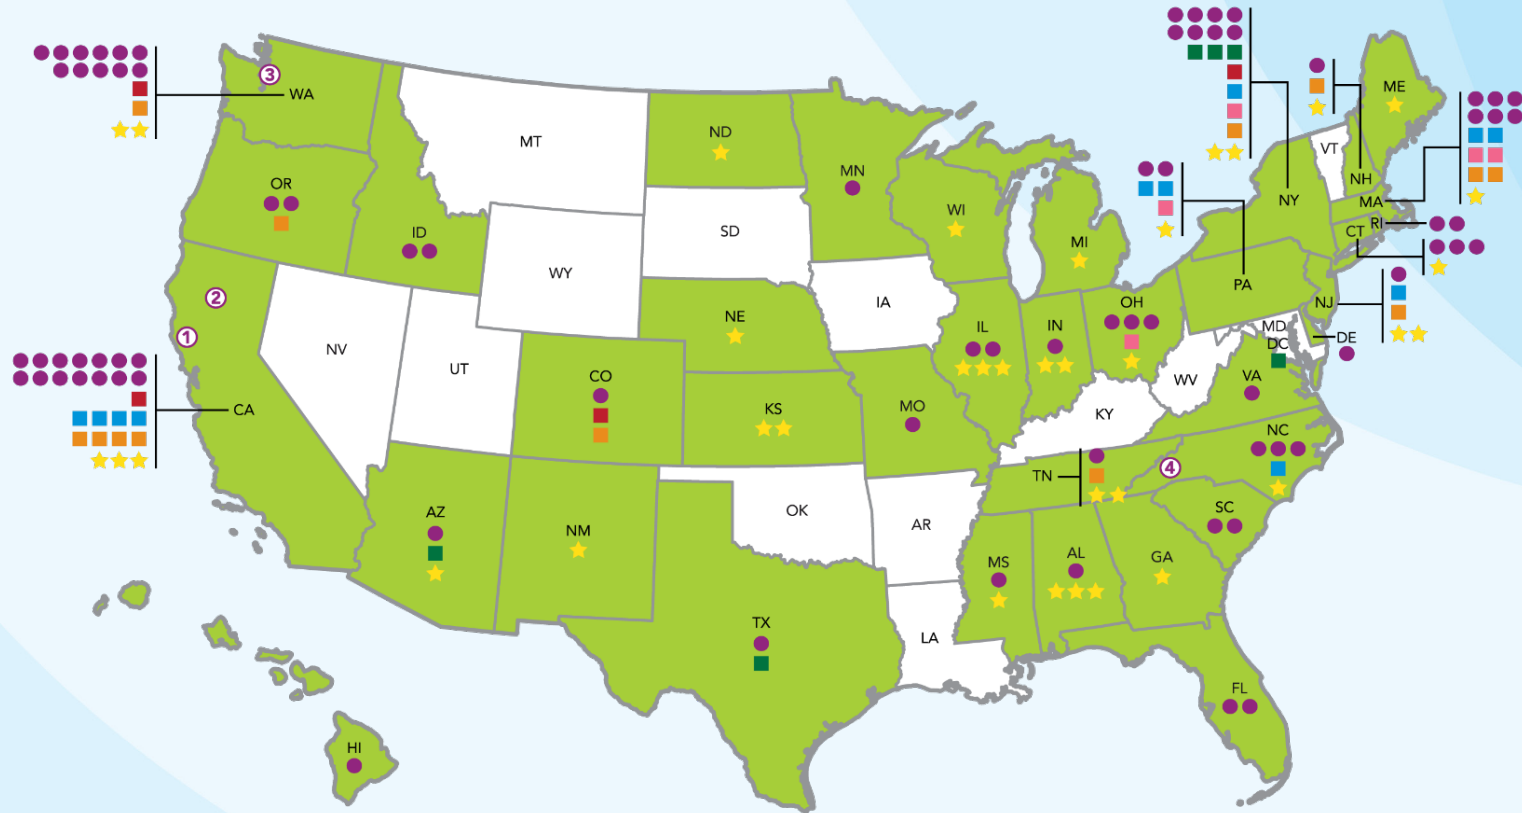 3
WA
MT
ND
MN
ME
VT
NH
OR
ID
SD
WI
MI
NY
MA
RI
CT
2
WY
IA
PA
1
NV
UT
NE
IL
IN
OH
NJ
MD
DC
DE
CA
CO
KS
MO
KY
WV
VA
NC
4
TN
AZ
NM
OK
AR
SC
MS
AL
GA
TX
LA
FL
HI